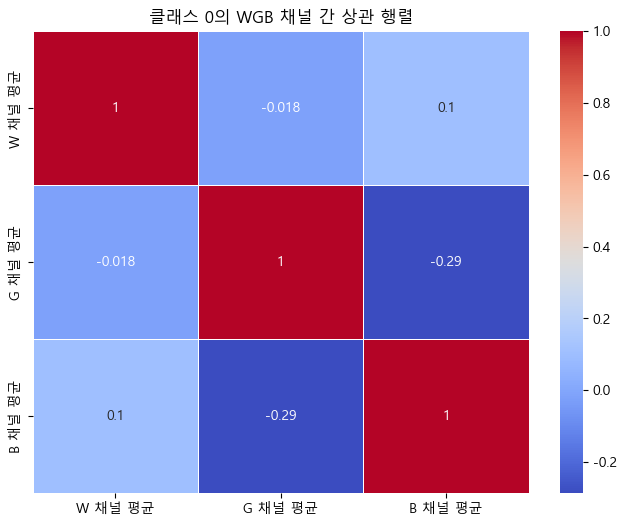 클래스 0의 WGB 채널 간 상관 행렬
W 채널 평균
1
-0.018
0.1
G 채널 평균
-0.018
1
-0.29
B 채널 평균
0.1
-0.29
1
W 채널 평균
G 채널 평균
B 채널 평균
1.0
0.8
0.6
0.4
0.2
0.0
-0.2